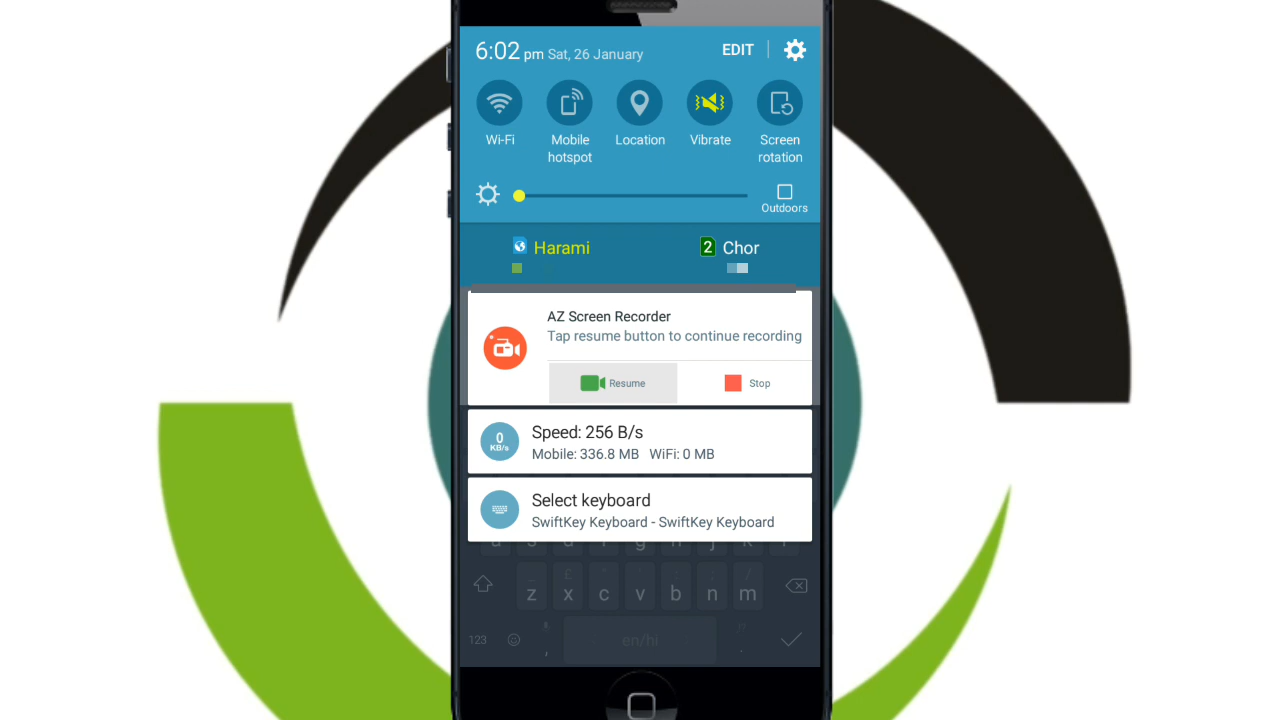 6:02 pm Sat, 26 January EDIT
Wi-Fi
Mobile hotspot
Location
Vibrate
Screen rotation
Outdoors
Harami
2 Chor
AZ Screen Recorder
Tap resume button to continue recording
Resume Stop
0 KB/s
Speed: 256 B/s
Mobile: 336.8 MB WiFi: 0 MB
Select keyboard
SwiftKey Keyboard - SwiftKey Keyboard
z x c v b n m
123 , en/hi .